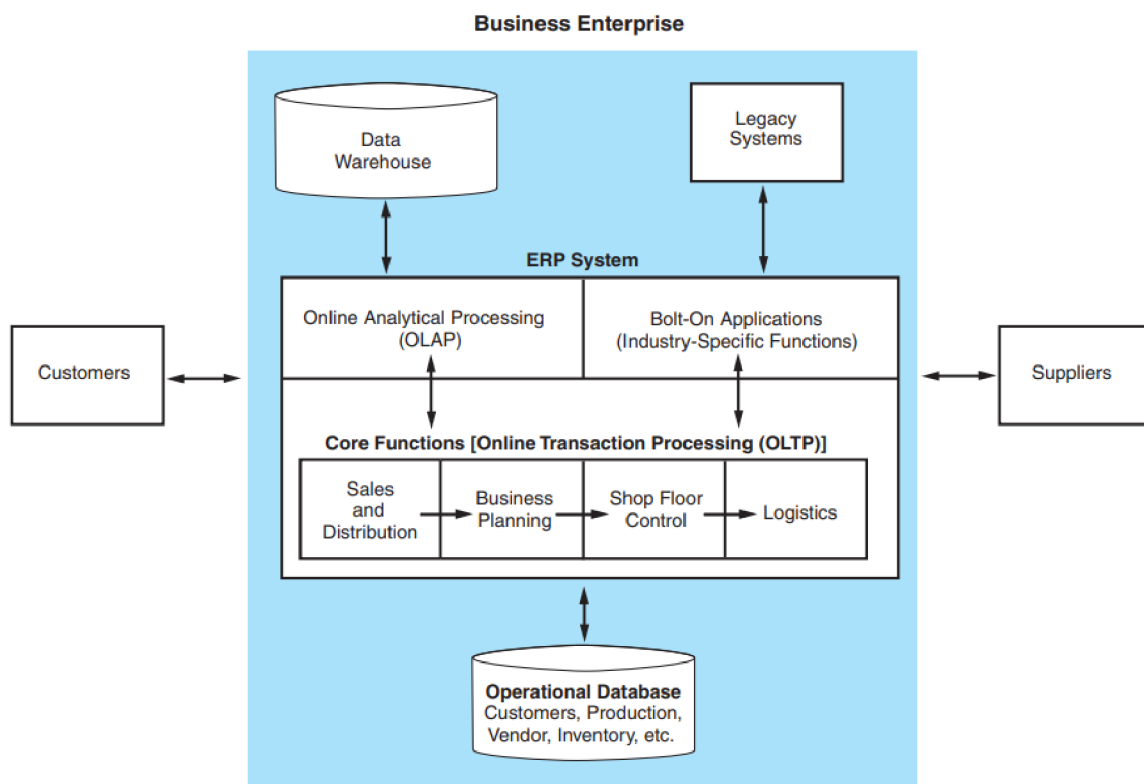 Business Enterprise
Data
Warehouse
Legacy
Systems
ERP System
Online Analytical Processing
(OLAP)
Bolt-On Applications
(Industry-Specific Functions)
Customers
Suppliers
Core Functions [Online Transaction Processing (OLTP)]
Sales
and
Distribution
Business
Planning
Shop Floor
Control
Logistics
Operational Database
Customers, Production,
Vendor, Inventory, etc.